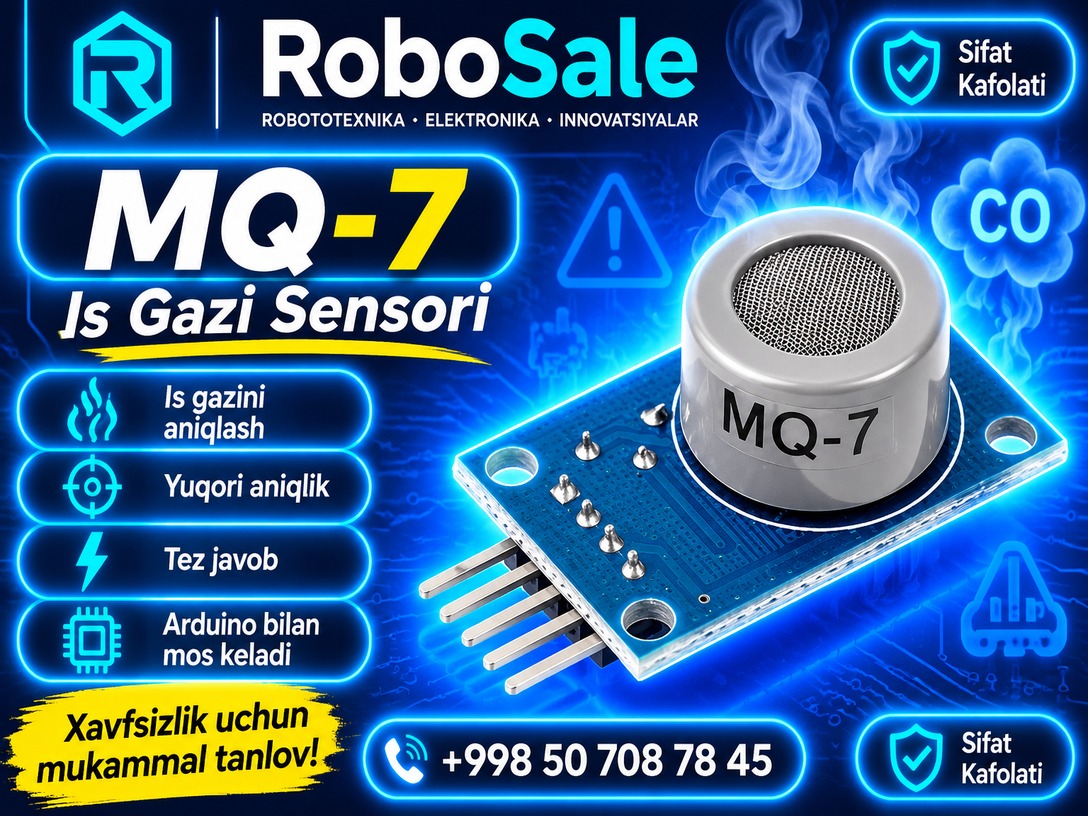 RoboSale
ROBOTOTEXNIKA • ELEKTRONIKA • INNOVATSIYALAR
Sifat
Kafolati
MQ-7
Is Gazi Sensori
CO
MQ-7
Is gazini
aniqlash
Yuqori aniqlik
Tez javob
Arduino bilan
mos keladi
Xavfsizlik uchun
mukammal tanlov!
+998 50 708 78 45
Sifat
Kafolati